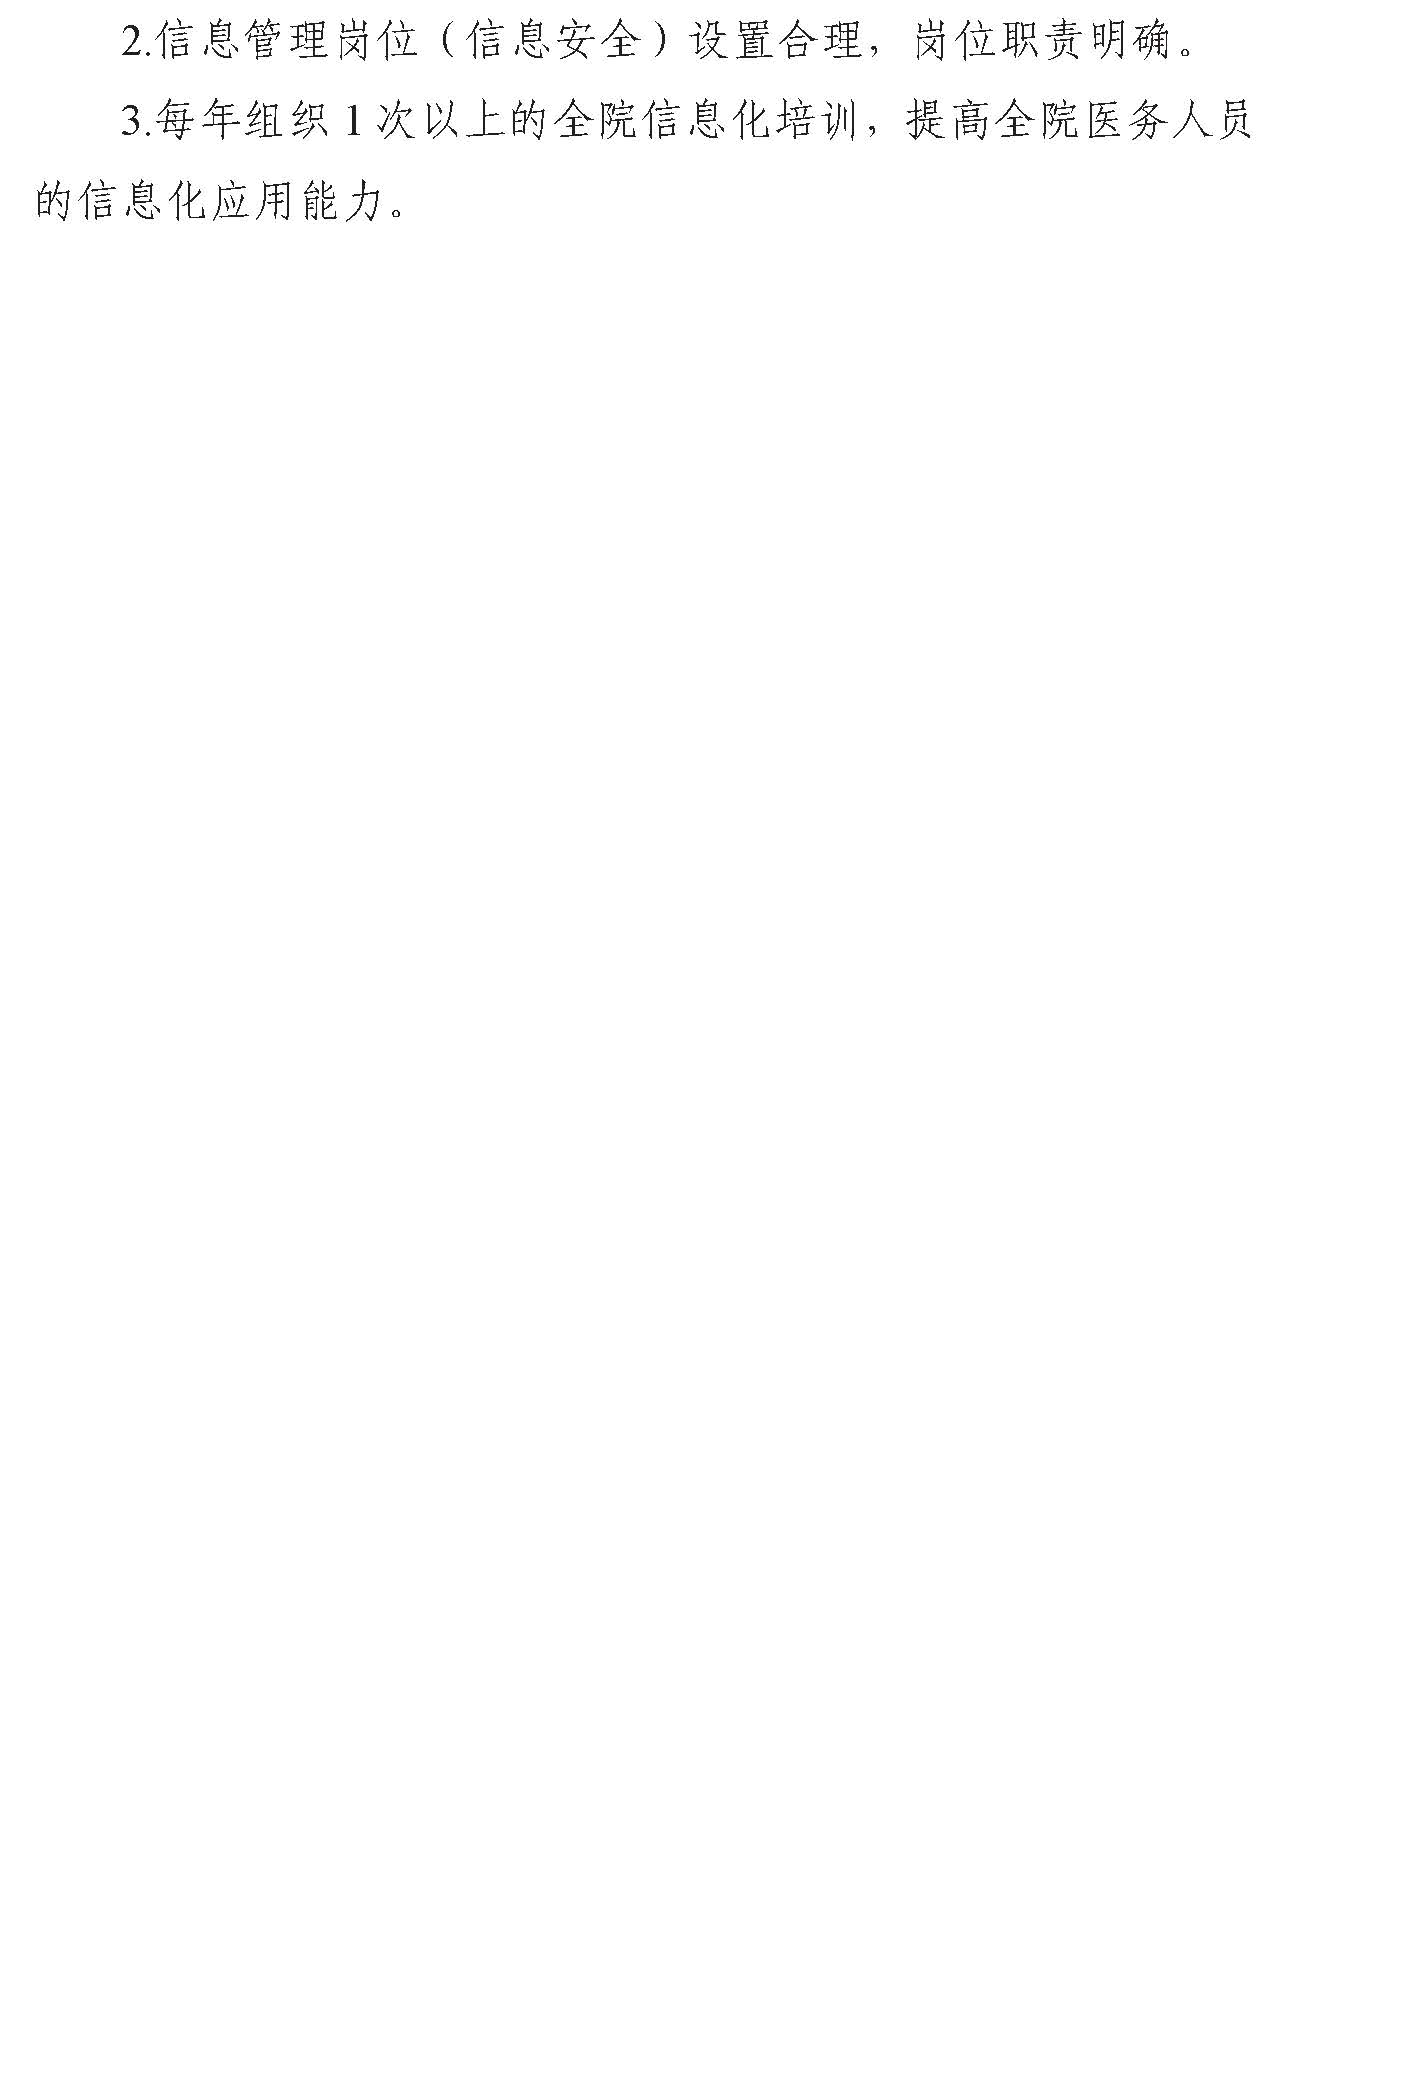 2.信息管理岗位（信息安全）设置合理，岗位职责明确。
3.每年组织 1 次以上的全院信息化培训，提高全院医务人员
的信息化应用能力。